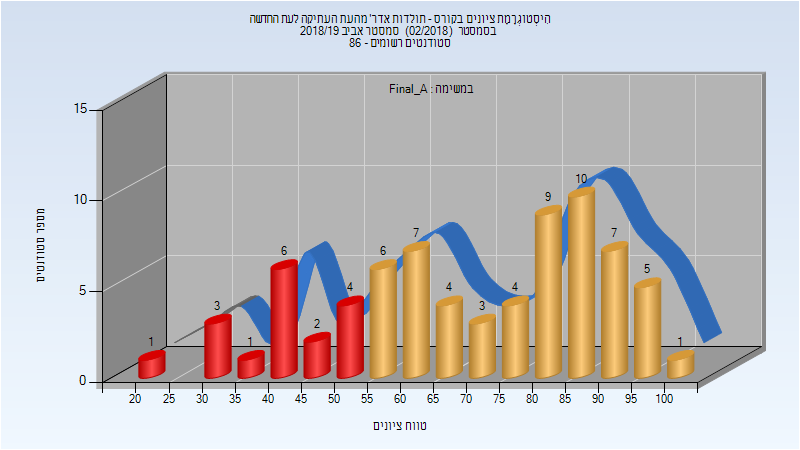 הִיסְטוֹגְרָמַת ציונים בקורס - תולדות אדר' מהעת העתיקה לעת החדשה
בסמסטר (02/2018) סמסטר אביב 2018/19
סטודנטים רשומים - 86
במשימה : Final_A
מספר סטודנטים
15
10
5
0
1
3
1
6
2
4
6
7
4
3
4
9
10
7
5
1
20 25 30 35 40 45 50 55 60 65 70 75 80 85 90 95 100
טווח ציונים